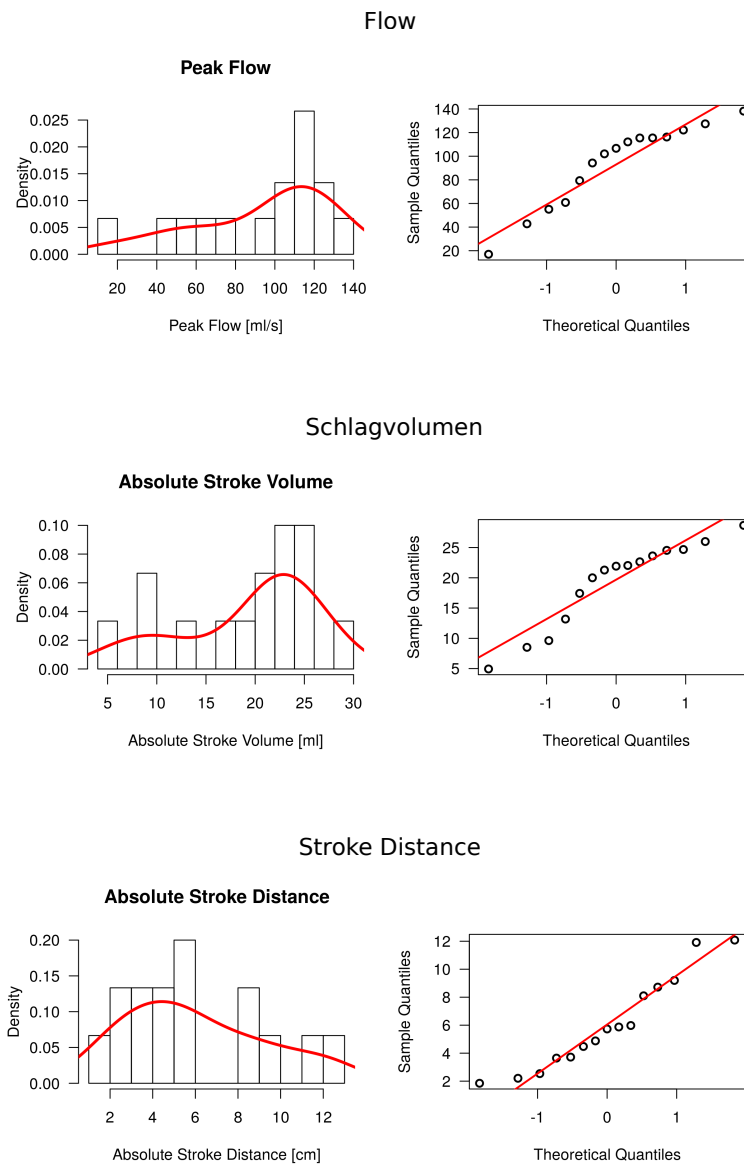 Flow
Peak Flow
Density
0.025
0.020
0.015
0.010
0.005
0.000
20 40 60 80 100 120 140
Peak Flow [ml/s]
Sample Quantiles
140
120
100
80
60
40
20
-1 0 1
Theoretical Quantiles
Schlagvolumen
Absolute Stroke Volume
Density
0.10
0.08
0.06
0.04
0.02
0.00
5 10 15 20 25 30
Absolute Stroke Volume [ml]
Sample Quantiles
25
20
15
10
5
-1 0 1
Theoretical Quantiles
Stroke Distance
Absolute Stroke Distance
Density
0.20
0.15
0.10
0.05
0.00
2 4 6 8 10 12
Absolute Stroke Distance [cm]
Sample Quantiles
12
10
8
6
4
2
-1 0 1
Theoretical Quantiles